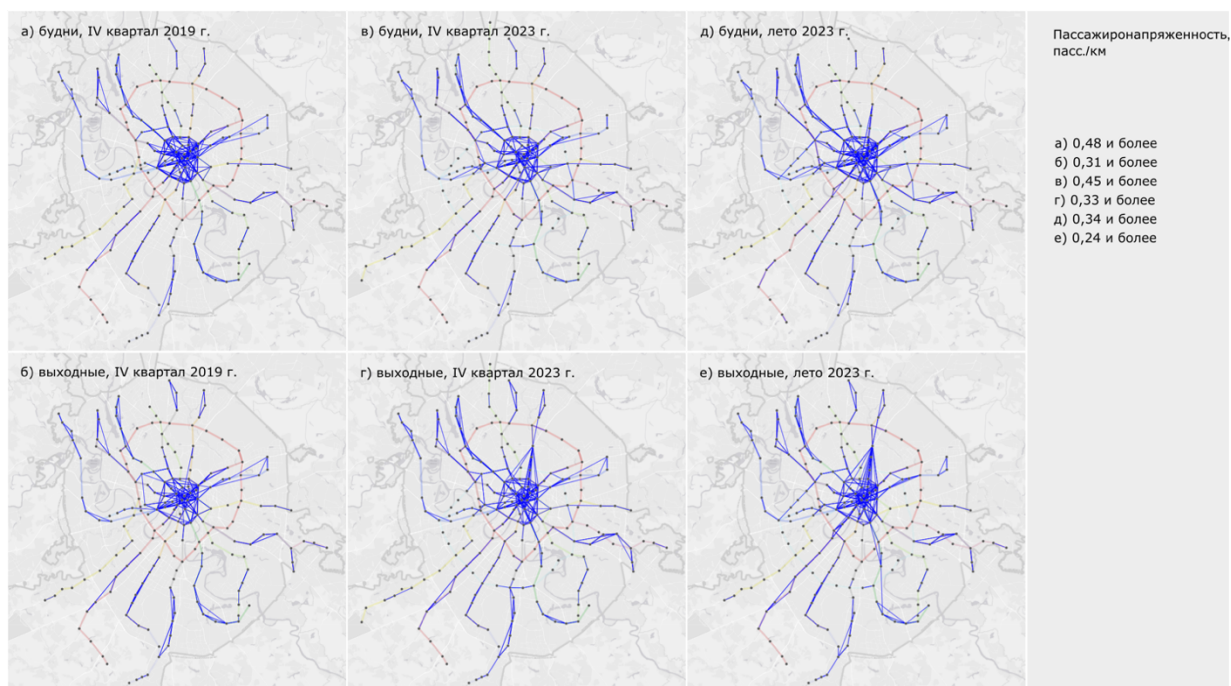 а) будни, IV квартал 2019 г.
в) будни, IV квартал 2023 г.
д) будни, лето 2023 г.
Пассажиронапряженность,
пасс./км
а) 0,48 и более
б) 0,31 и более
в) 0,45 и более
г) 0,33 и более
д) 0,34 и более
е) 0,24 и более
б) выходные, IV квартал 2019 г.
г) выходные, IV квартал 2023 г.
е) выходные, лето 2023 г.